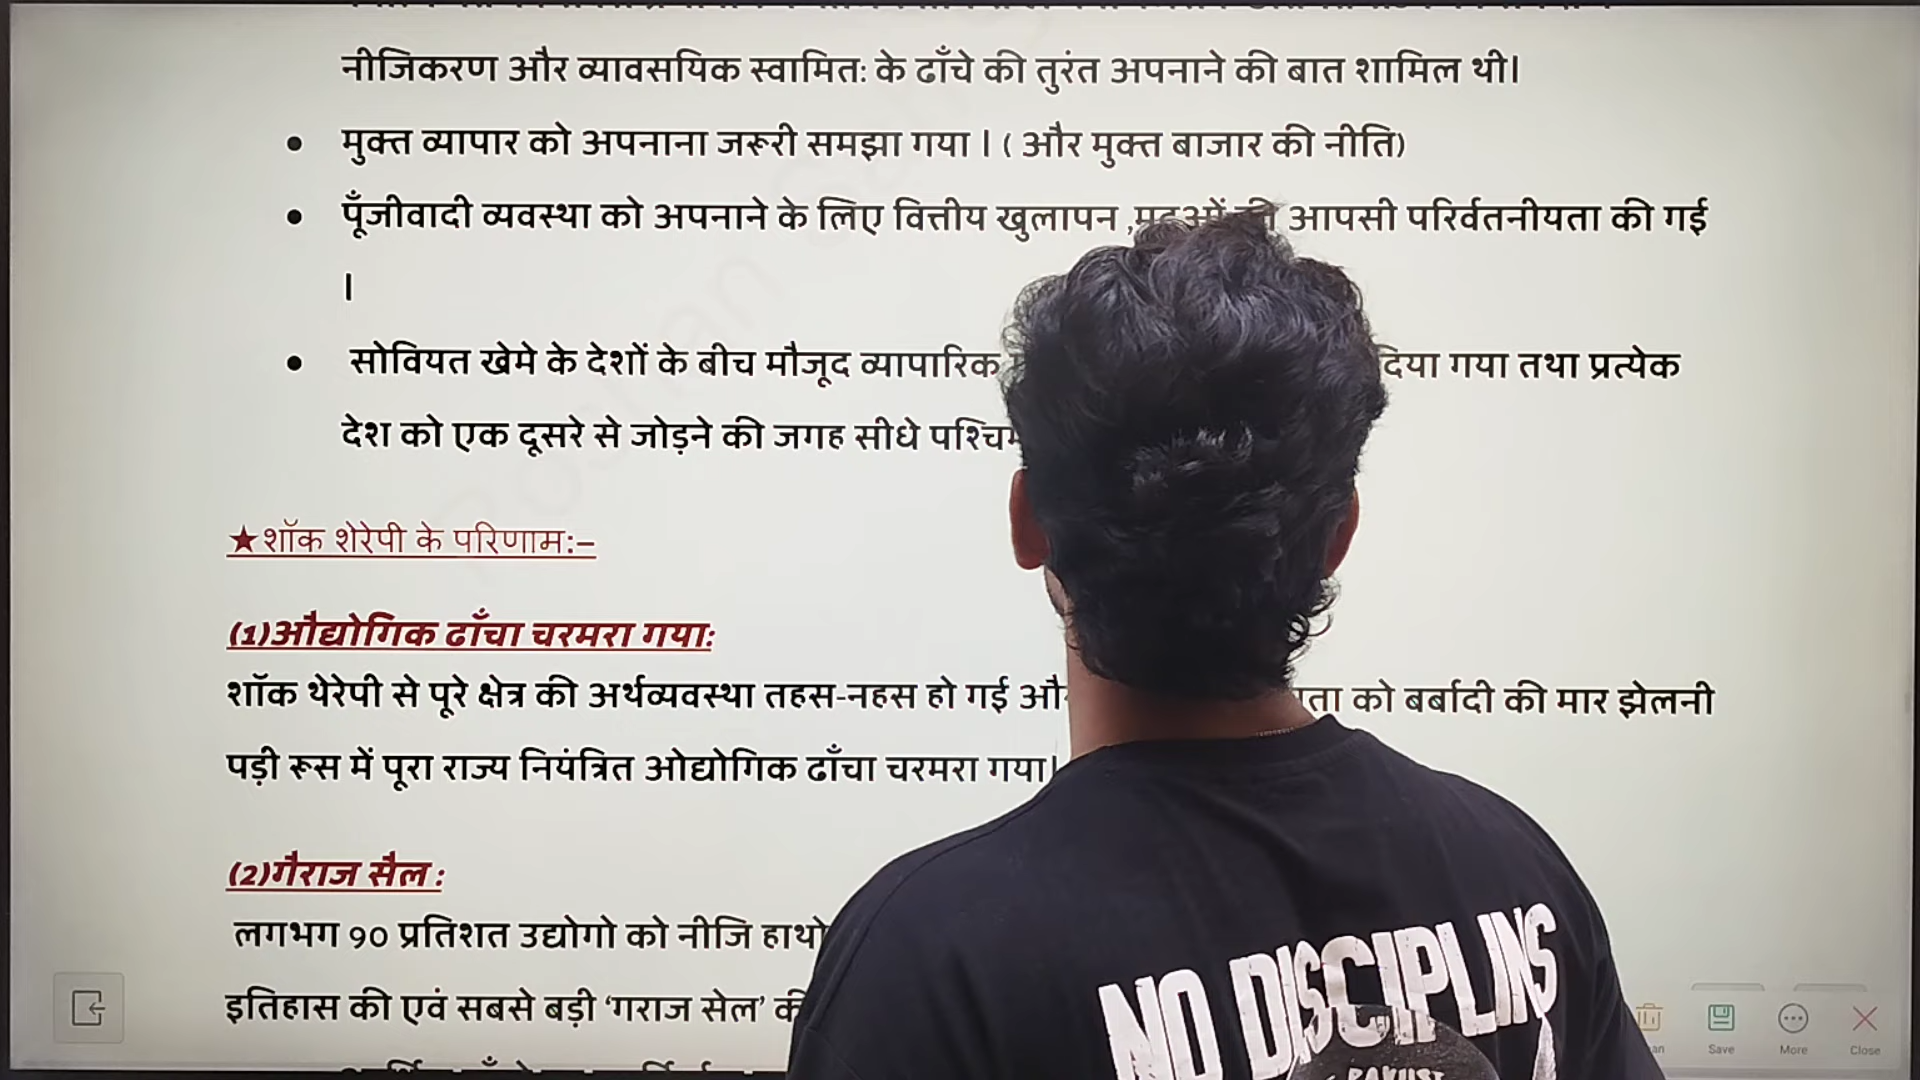 नीजिकरण और व्यावसयिक स्वामितः के ढाँचे की तुरंत अपनाने की बात शामिल थी।
• मुक्त व्यापार को अपनाना जरूरी समझा गया । ( और मुक्त बाजार की नीति)
• पूँजीवादी व्यवस्था को अपनाने के लिए वित्तीय खुलापन , आपसी परिर्वतनीयता की गई
।
• सोवियत खेमे के देशों के बीच मौजूद व्यापारिक दिया गया तथा प्रत्येक
देश को एक दूसरे से जोड़ने की जगह सीधे
★शॉक शेरेपी के परिणाम:–
(1)औद्योगिक ढाँचा चरमरा गया:
शॉक थेरेपी से पूरे क्षेत्र की अर्थव्यवस्था तहस-नहस हो गई को बर्बादी की मार झेलनी
पड़ी रूस में पूरा राज्य नियंत्रित ओद्योगिक ढाँचा चरमरा गया।
(2)गैराज सैल :
लगभग 90 प्रतिशत उद्योगो को नीजि
इतिहास की एवं सबसे बड़ी ‘गराज सेल’
NO DISCIPLINS
Save
More
Close